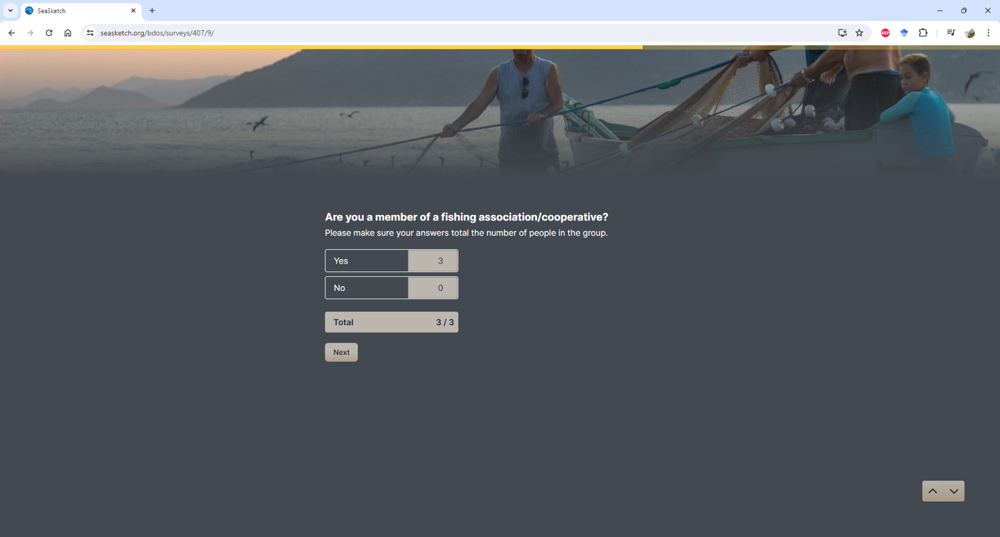 SeaSketch
seasketch.org/bdos/surveys/407/9/
ABP
Are you a member of a fishing association/cooperative?
Please make sure your answers total the number of people in the group.
Yes 3
No 0
Total 3 / 3
Next